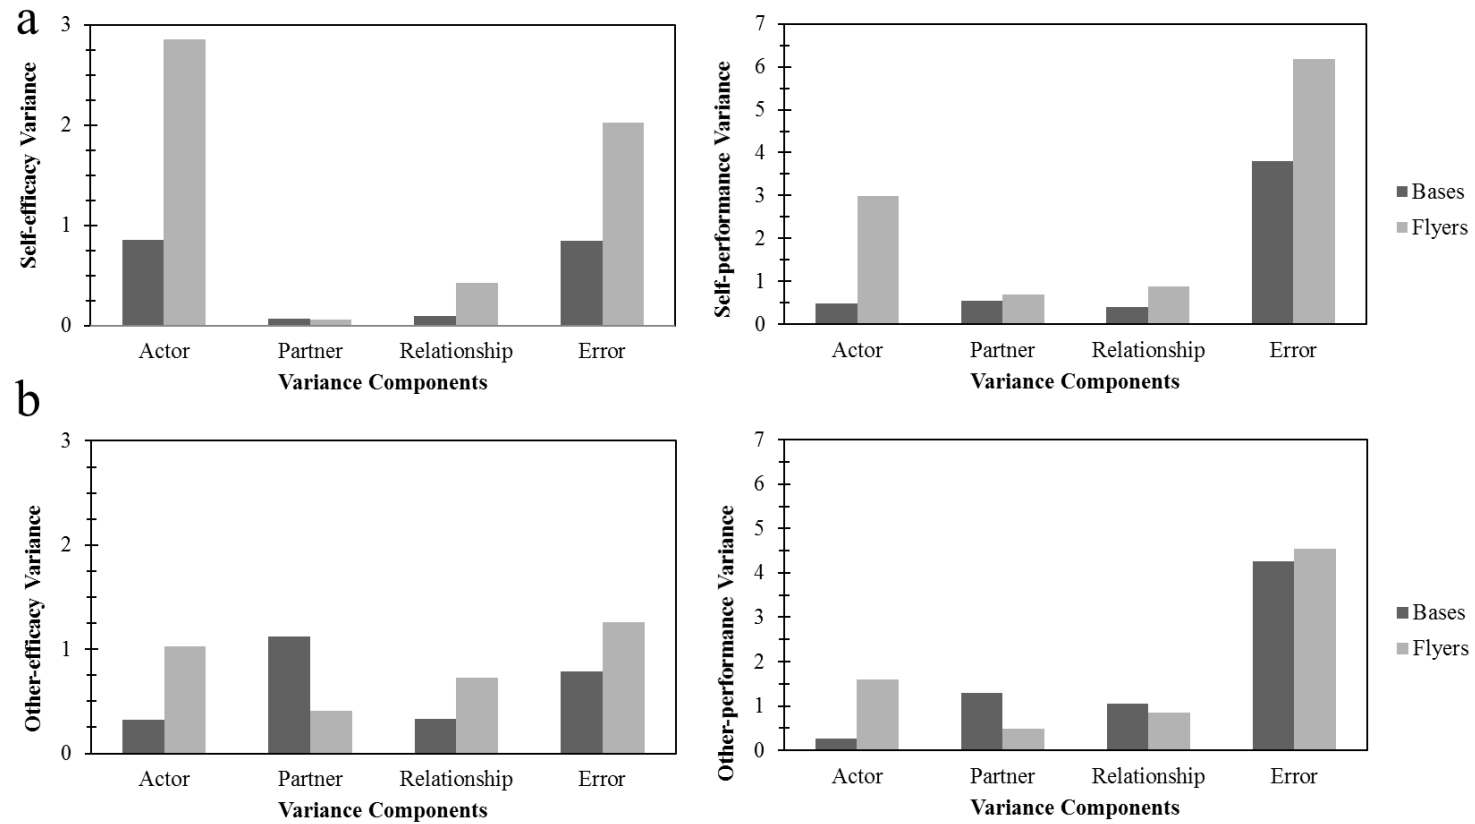 a
3
2
1
0
Self-efficacy Variance
Actor Partner Relationship Error
Variance Components
7
6
5
4
3
2
1
0
Self-performance Variance
Actor Partner Relationship Error
Variance Components
Bases
Flyers
b
3
2
1
0
Other-efficacy Variance
Actor Partner Relationship Error
Variance Components
7
6
5
4
3
2
1
0
Other-performance Variance
Actor Partner Relationship Error
Variance Components
Bases
Flyers